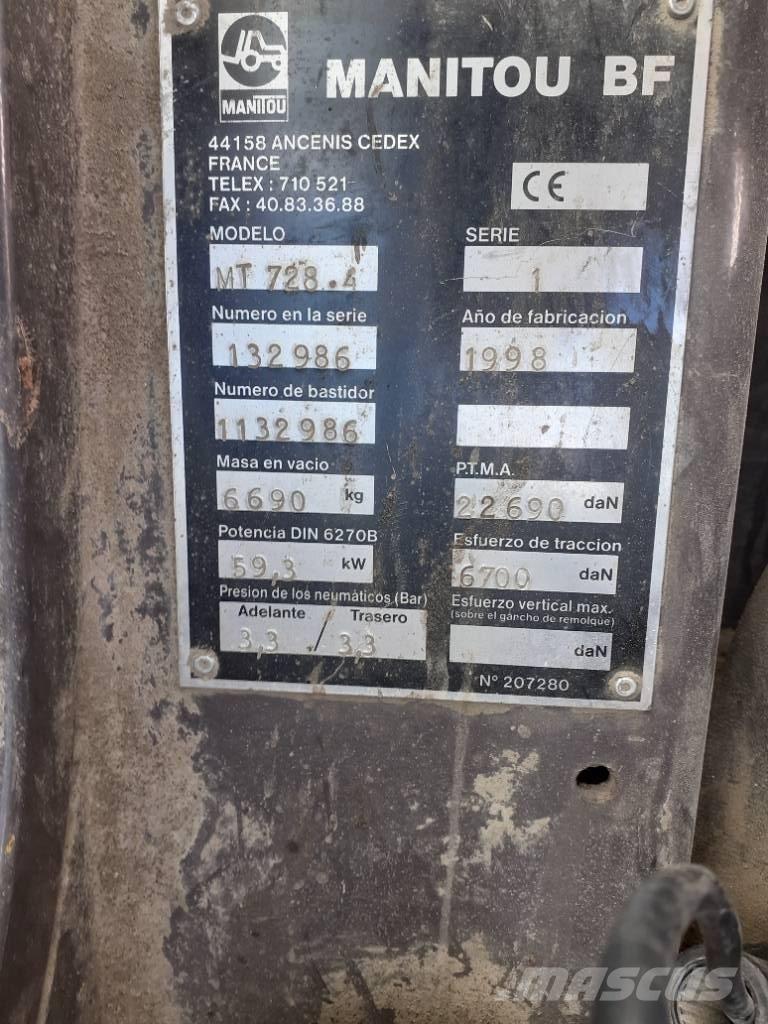 MANITOU
MANITOU BF
44158 ANCENIS CEDEX
FRANCE
TELEX : 710 521
FAX : 40.83.36.88
CE
MODELO
MT 728.4
SERIE
1
Numero en la serie
132986
Año de fabricacion
1998
Numero de bastidor
1132986
Masa en vacio
6690 kg
P.T.M.A.
22690 daN
Potencia DIN 6270B
59,3 kW
Esfuerzo de traccion
6700 daN
Presion de los neumáticos (Bar)
Adelante / Trasero
3,3 3,3
Esfuerzo vertical max.
(sobre el gancho de remolque)
daN
N° 207280
MASCUS